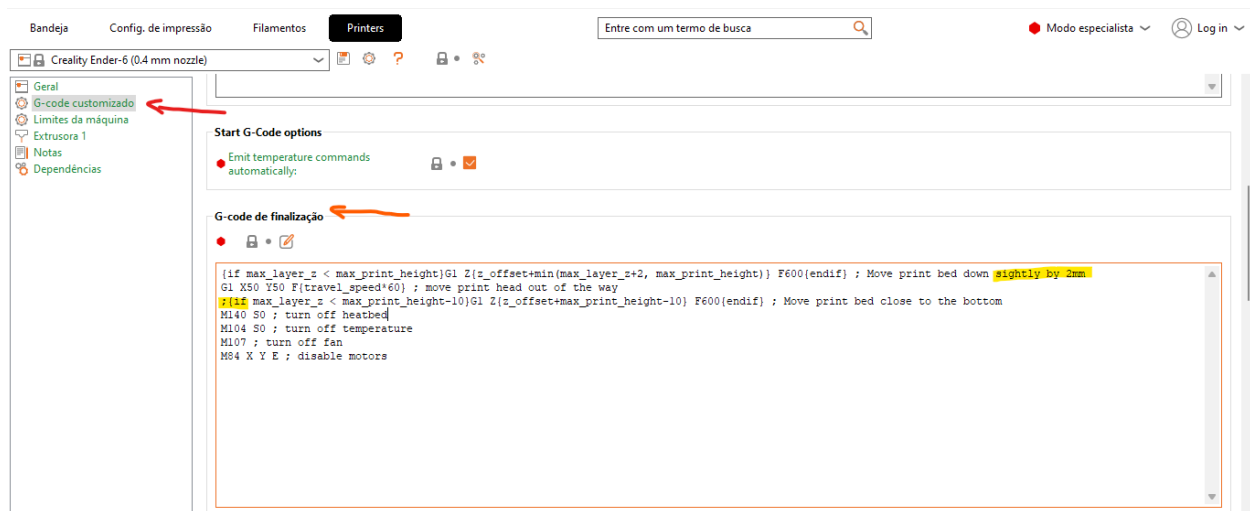 Bandeja Config. de impressão Filamentos Printers Entre com um termo de busca Modo especialista Log in
Creality Ender-6 (0.4 mm nozzle) ?
Geral
G-code customizado
Limites da máquina
Extrusora 1
Notas
Dependências
Start G-Code options
Emit temperature commands
automatically:
G-code de finalização
{if max_layer_z < max_print_height}G1 Z{z_offset+min(max_layer_z+2, max_print_height)} F600{endif} ; Move print bed down sightly by 2mm
G1 X50 Y50 F{travel_speed*60} ; move print head out of the way
;{if max_layer_z < max_print_height-10}G1 Z{z_offset+max_print_height-10} F600{endif} ; Move print bed close to the bottom
M140 S0 ; turn off heatbed
M104 S0 ; turn off temperature
M107 ; turn off fan
M84 X Y E ; disable motors